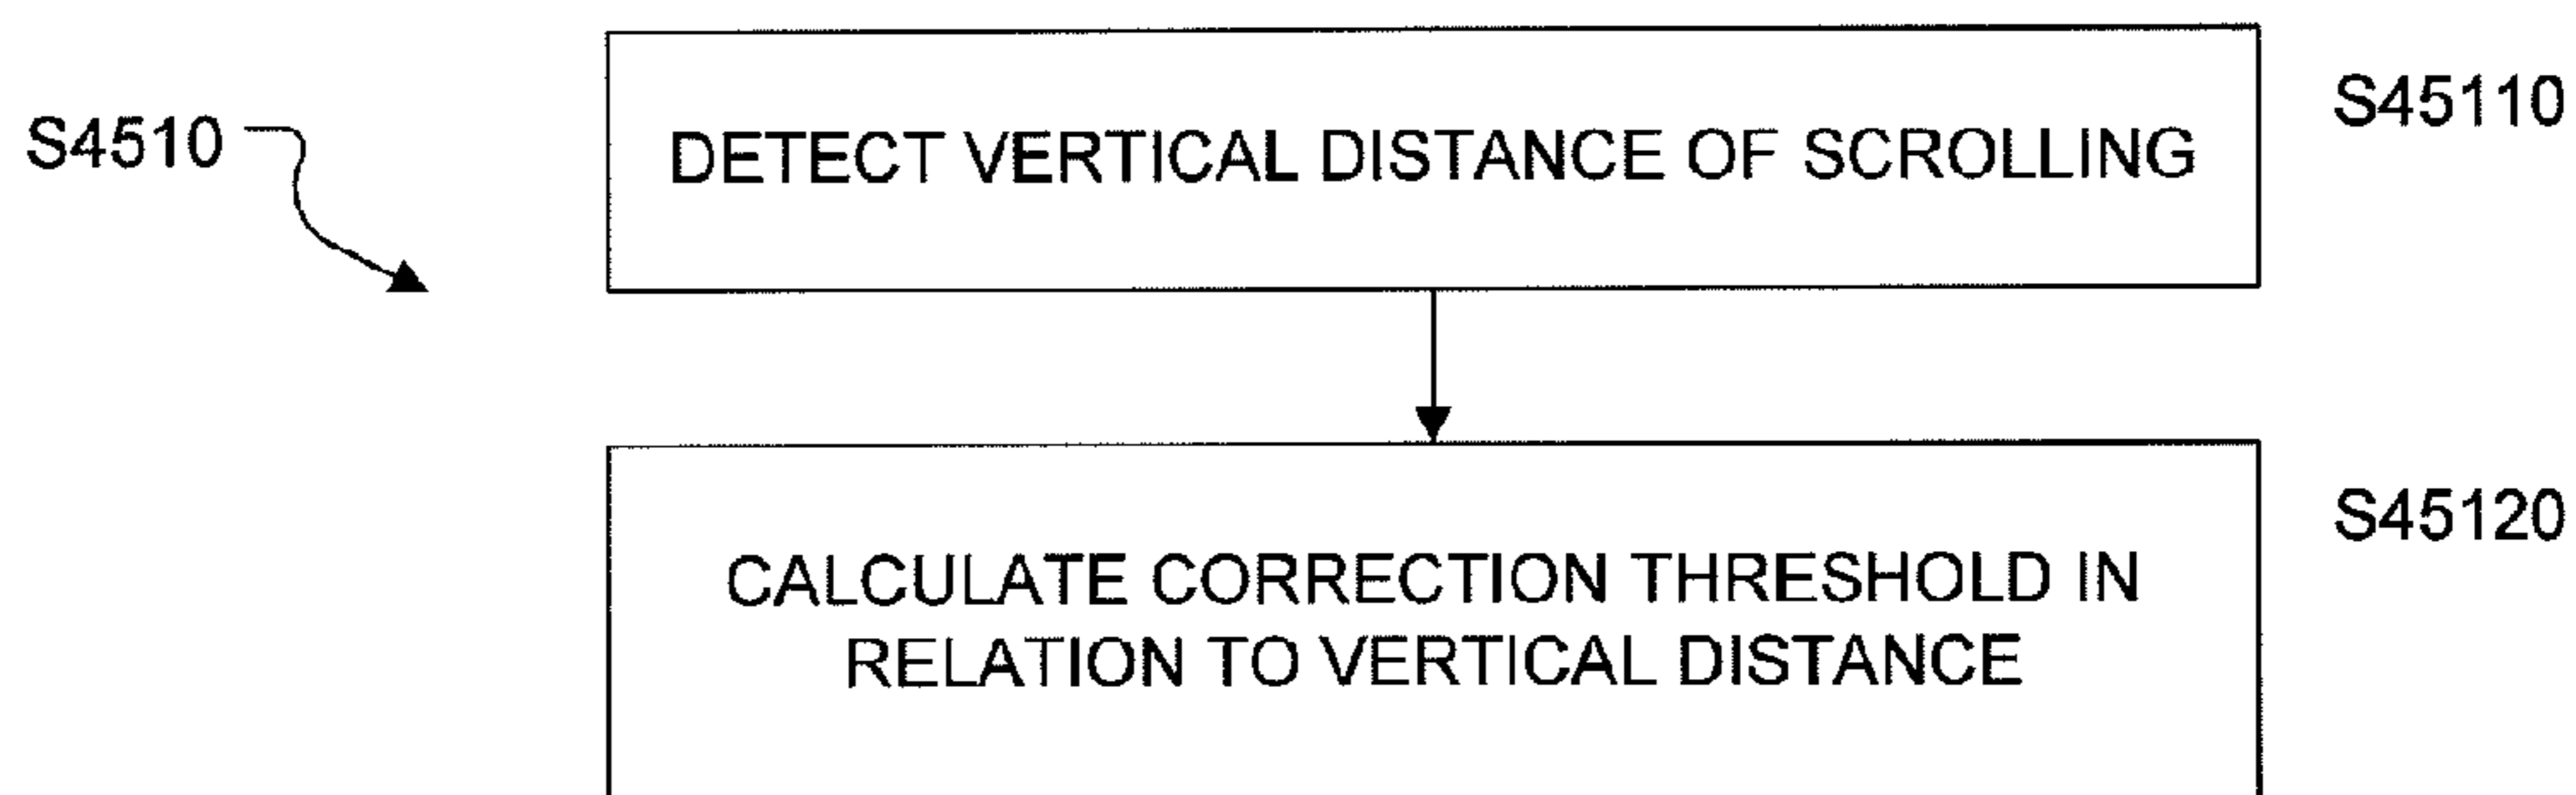 S4510
DETECT VERTICAL DISTANCE OF SCROLLING
S45110
CALCULATE CORRECTION THRESHOLD IN
RELATION TO VERTICAL DISTANCE
S45120